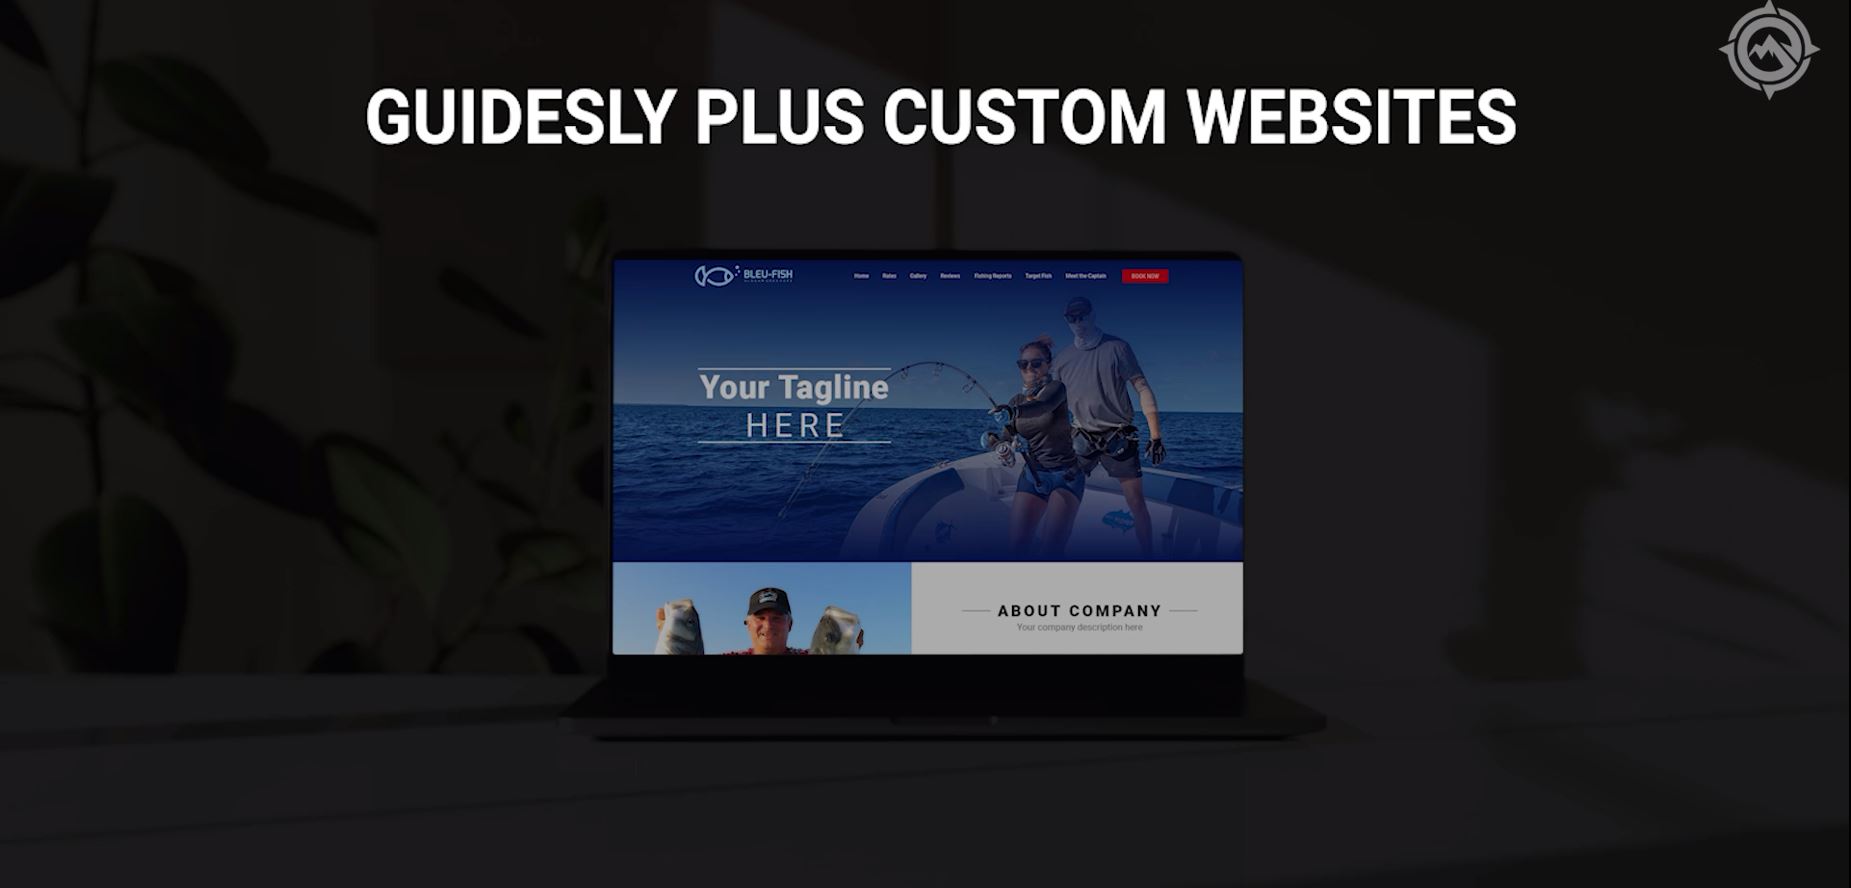 GUIDESLY PLUS CUSTOM WEBSITES
BLEU-FISH
Home Rates Gallery Reviews Fishing Reports Target Fish Meet the Captain BOOK NOW
Your Tagline
HERE
ABOUT COMPANY
Your company description here